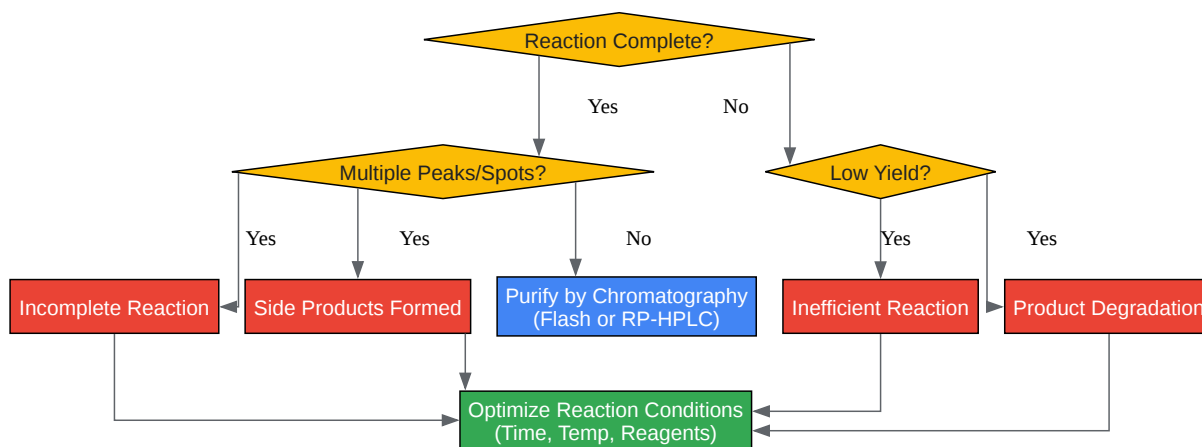 Reaction Complete?
Yes
No
Multiple Peaks/Spots?
Low Yield?
Yes
Yes
No
Yes
Yes
Incomplete Reaction
Side Products Formed
Purify by Chromatography
(Flash or RP-HPLC)
Inefficient Reaction
Product Degradation
Optimize Reaction Conditions
(Time, Temp, Reagents)